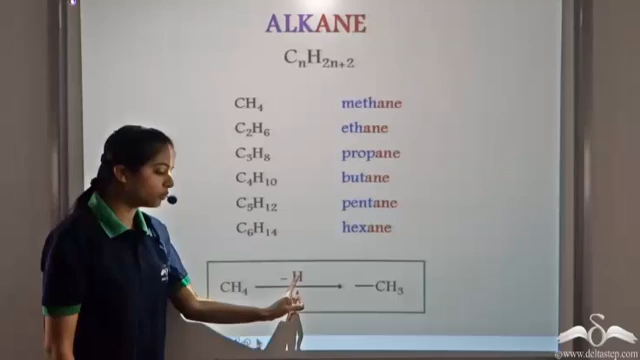 ALKANE
CₙH₂ₙ₊₂
CH₄ methane
C₂H₆ ethane
C₃H₈ propane
C₄H₁₀ butane
C₅H₁₂ pentane
C₆H₁₄ hexane
– H
CH₄ ⟶ —CH₃
©www.deltastep.com